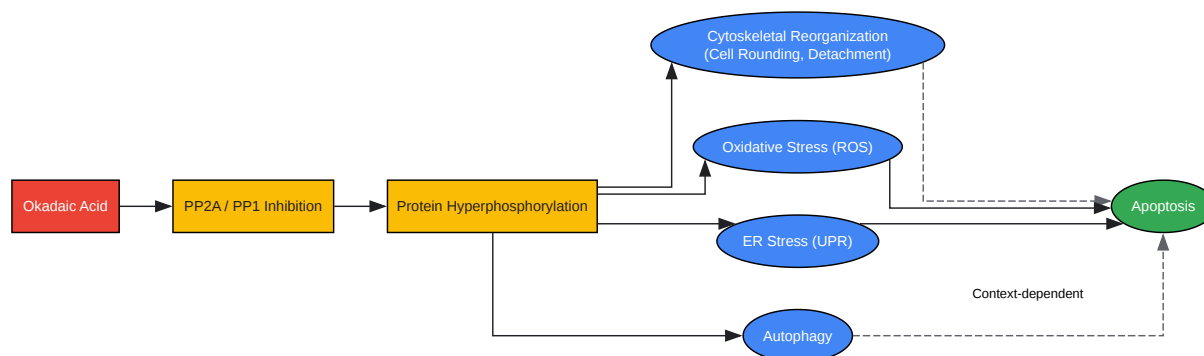 Cytoskeletal Reorganization
(Cell Rounding, Detachment)
Oxidative Stress (ROS)
Okadaic Acid
PP2A / PP1 Inhibition
Protein Hyperphosphorylation
Apoptosis
ER Stress (UPR)
Context-dependent
Autophagy